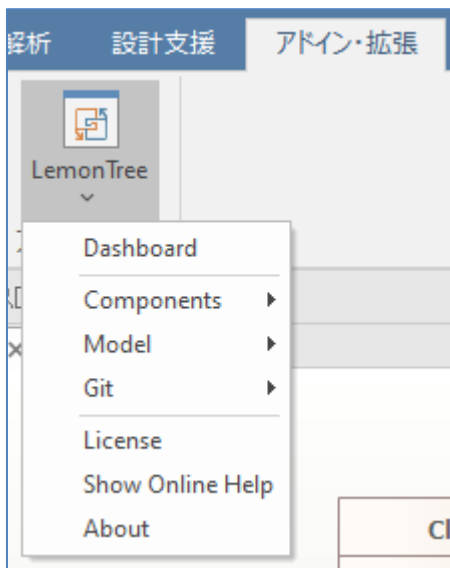 解析 設計支援 アドイン・拡張
LemonTree
Dashboard
Components
Model
Git
License
Show Online Help
About